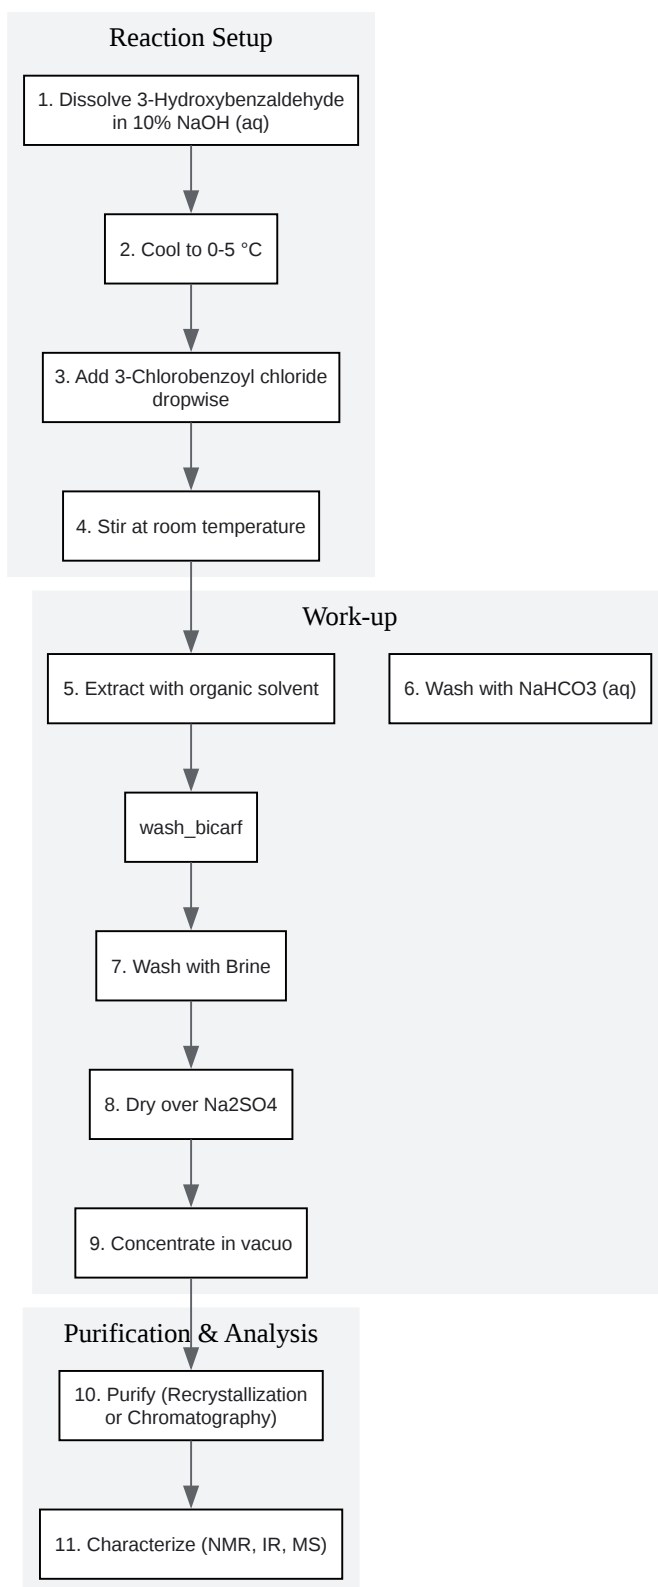 Reaction Setup
1. Dissolve 3-Hydroxybenzaldehyde
in 10% NaOH (aq)
2. Cool to 0-5 °C
3. Add 3-Chlorobenzoyl chloride
dropwise
4. Stir at room temperature
Work-up
5. Extract with organic solvent
6. Wash with NaHCO3 (aq)
wash_bicarf
7. Wash with Brine
8. Dry over Na2SO4
9. Concentrate in vacuo
Purification & Analysis
10. Purify (Recrystallization
or Chromatography)
11. Characterize (NMR, IR, MS)